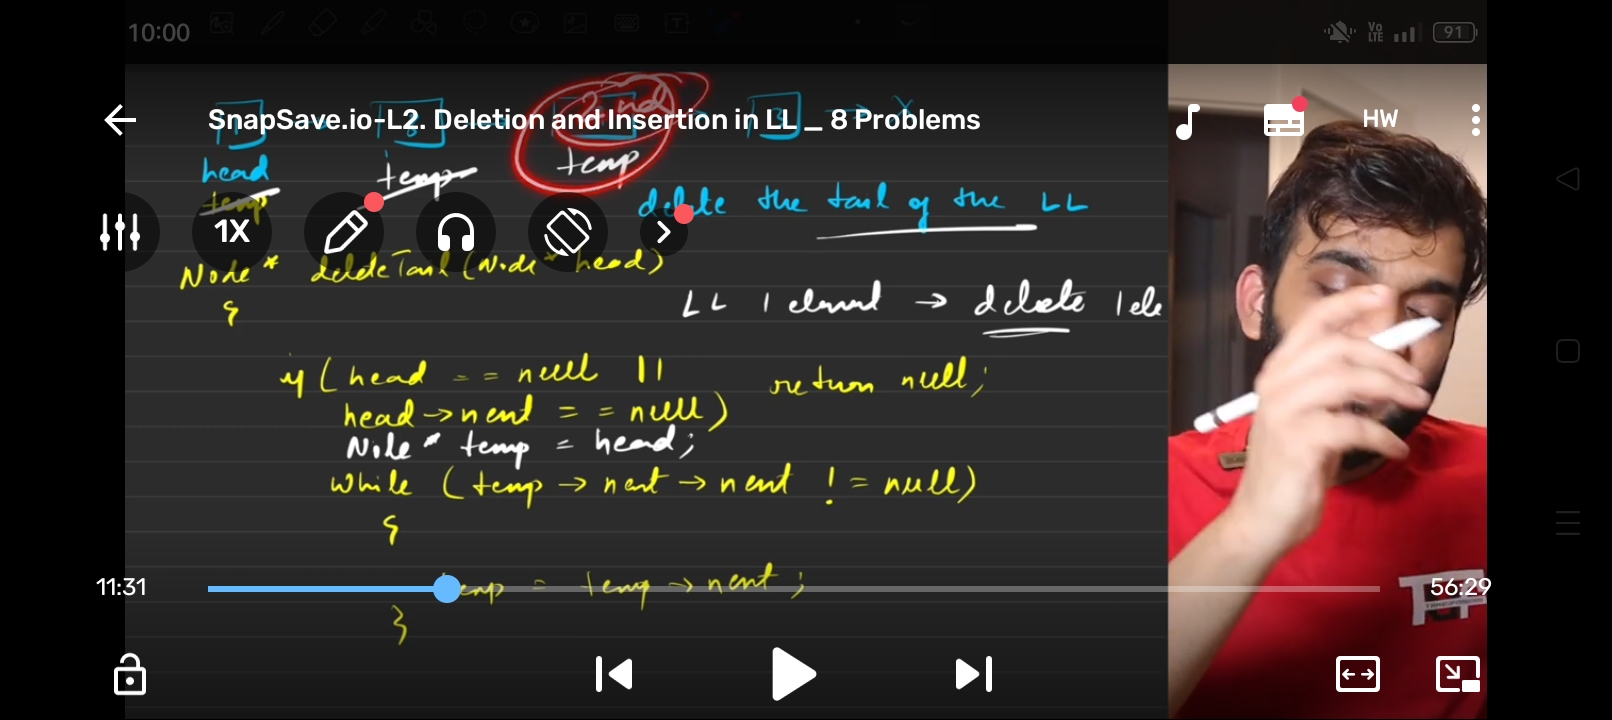 10:00
Vo LTE
91
SnapSave.io-L2. Deletion and Insertion in LL _ 8 Problems
HW
2nd
3
X
head
temp
temp
temp
delete the tail of the LL
1X
Node* deleteTail (Node* head)
{
LL 1 element → delete 1 ele
if (head == null ||
return null;
head → next == null)
Node * temp = head;
while (temp → next → next != null)
{
11:31
temp = temp → next;
56:29
}